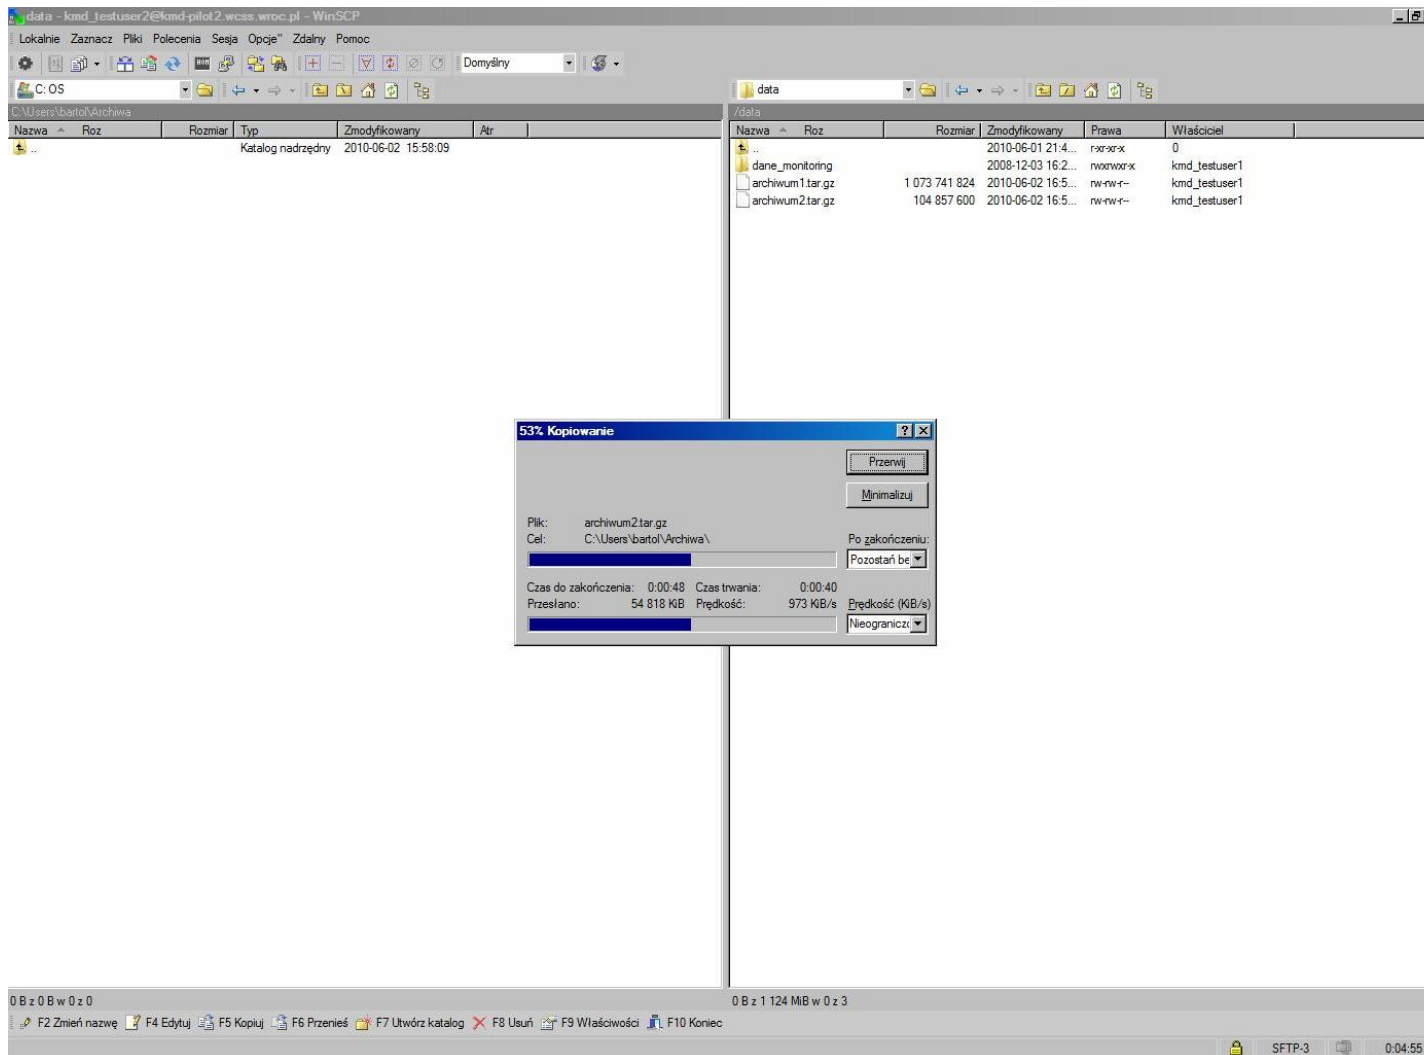 data - kmd_testuser2@kmd-pilot2.wcss.wroc.pl - WinSCP
Lokalnie Zaznacz Pliki Polecenia Sesja Opcje" Zdalny Pomoc
Domyślny
C: OS
data
C:\Users\bartol\Archiwa
/data
Nazwa Roz Rozmiar Typ Zmodyfikowany Atr
Nazwa Roz Rozmiar Zmodyfikowany Prawa Właściciel
.. Katalog nadrzędny 2010-06-02 15:58:09
.. 2010-06-01 21:4... r-xr-xr-x 0
dane_monitoring 2008-12-03 16:2... rwxrwxr-x kmd_testuser1
archiwum1.tar.gz 1 073 741 824 2010-06-02 16:5... rw-rw-r-- kmd_testuser1
archiwum2.tar.gz 104 857 600 2010-06-02 16:5... rw-rw-r-- kmd_testuser1
53% Kopiowanie
Przerwij
Minimalizuj
Plik: archiwum2.tar.gz
Cel: C:\Users\bartol\Archiwa\
Po zakończeniu:
Pozostań be
Czas do zakończenia: 0:00:48 Czas trwania: 0:00:40
Przesłano: 54 818 KiB Prędkość: 973 KiB/s Prędkość (KiB/s)
Nieogranicz
0 B z 0 B w 0 z 0
0 B z 1 124 MiB w 0 z 3
F2 Zmień nazwę F4 Edytuj F5 Kopiuj F6 Przenieś F7 Utwórz katalog F8 Usuń F9 Właściwości F10 Koniec
SFTP-3 0:04:55